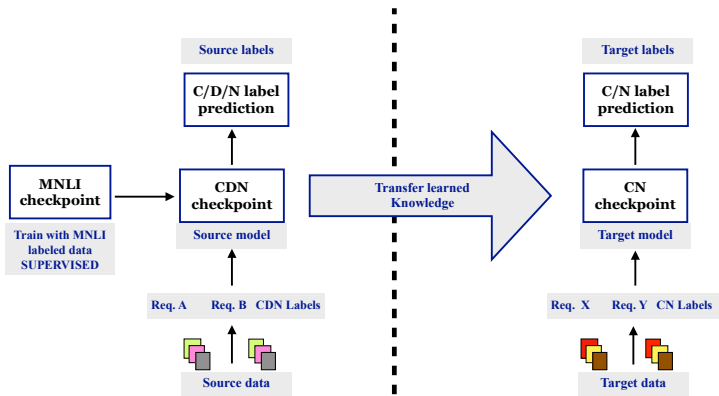 Source labels
C/D/N label
prediction
MNLI
checkpoint
Train with MNLI
labeled data
SUPERVISED
CDN
checkpoint
Source model
Req. A Req. B CDN Labels
Source data
Transfer learned
Knowledge
Target labels
C/N label
prediction
CN
checkpoint
Target model
Req. X Req. Y CN Labels
Target data